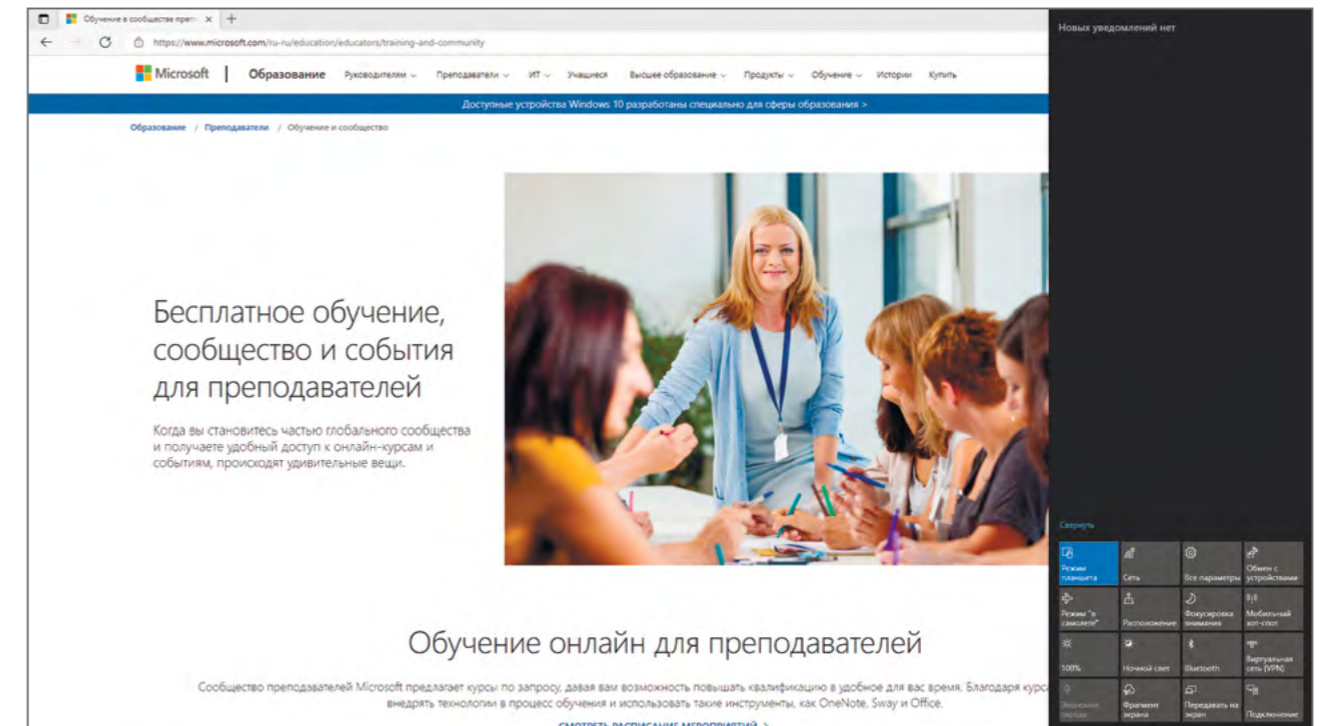 Обучение в сообществе преп
https://www.microsoft.com/ru-ru/education/educators/training-and-community
Microsoft | Образование Руководителям Преподаватели ИТ Учащиеся Высшее образование Продукты Обучение Истории Купить
Доступные устройства Windows 10 разработаны специально для сферы образования >
Образование / Преподаватели / Обучение и сообщество
Бесплатное обучение,
сообщество и события
для преподавателей
Когда вы становитесь частью глобального сообщества
и получаете удобный доступ к онлайн-курсам и
событиям, происходят удивительные вещи.
Обучение онлайн для преподавателей
Сообщество преподавателей Microsoft предлагает курсы по запросу, давая вам возможность повышать квалификацию в удобное для вас время. Благодаря курса
внедрять технологии в процесс обучения и использовать такие инструменты, как OneNote, Sway и Office.
СМОТРЕТЬ РАСПИСАНИЕ МЕРОПРИЯТИЙ >
Новых уведомлений нет
Свернуть
Режим
планшета
Сеть
Все параметры
Обмен с
устройствами
Режим "в
самолете"
Расположение
Фокусировка
внимания
Мобильный
хот-спот
100%
Ночной свет
Bluetooth
Виртуальная
сеть (VPN)
Экономия
заряда
Фрагмент
экрана
Передавать на
экран
Подключение